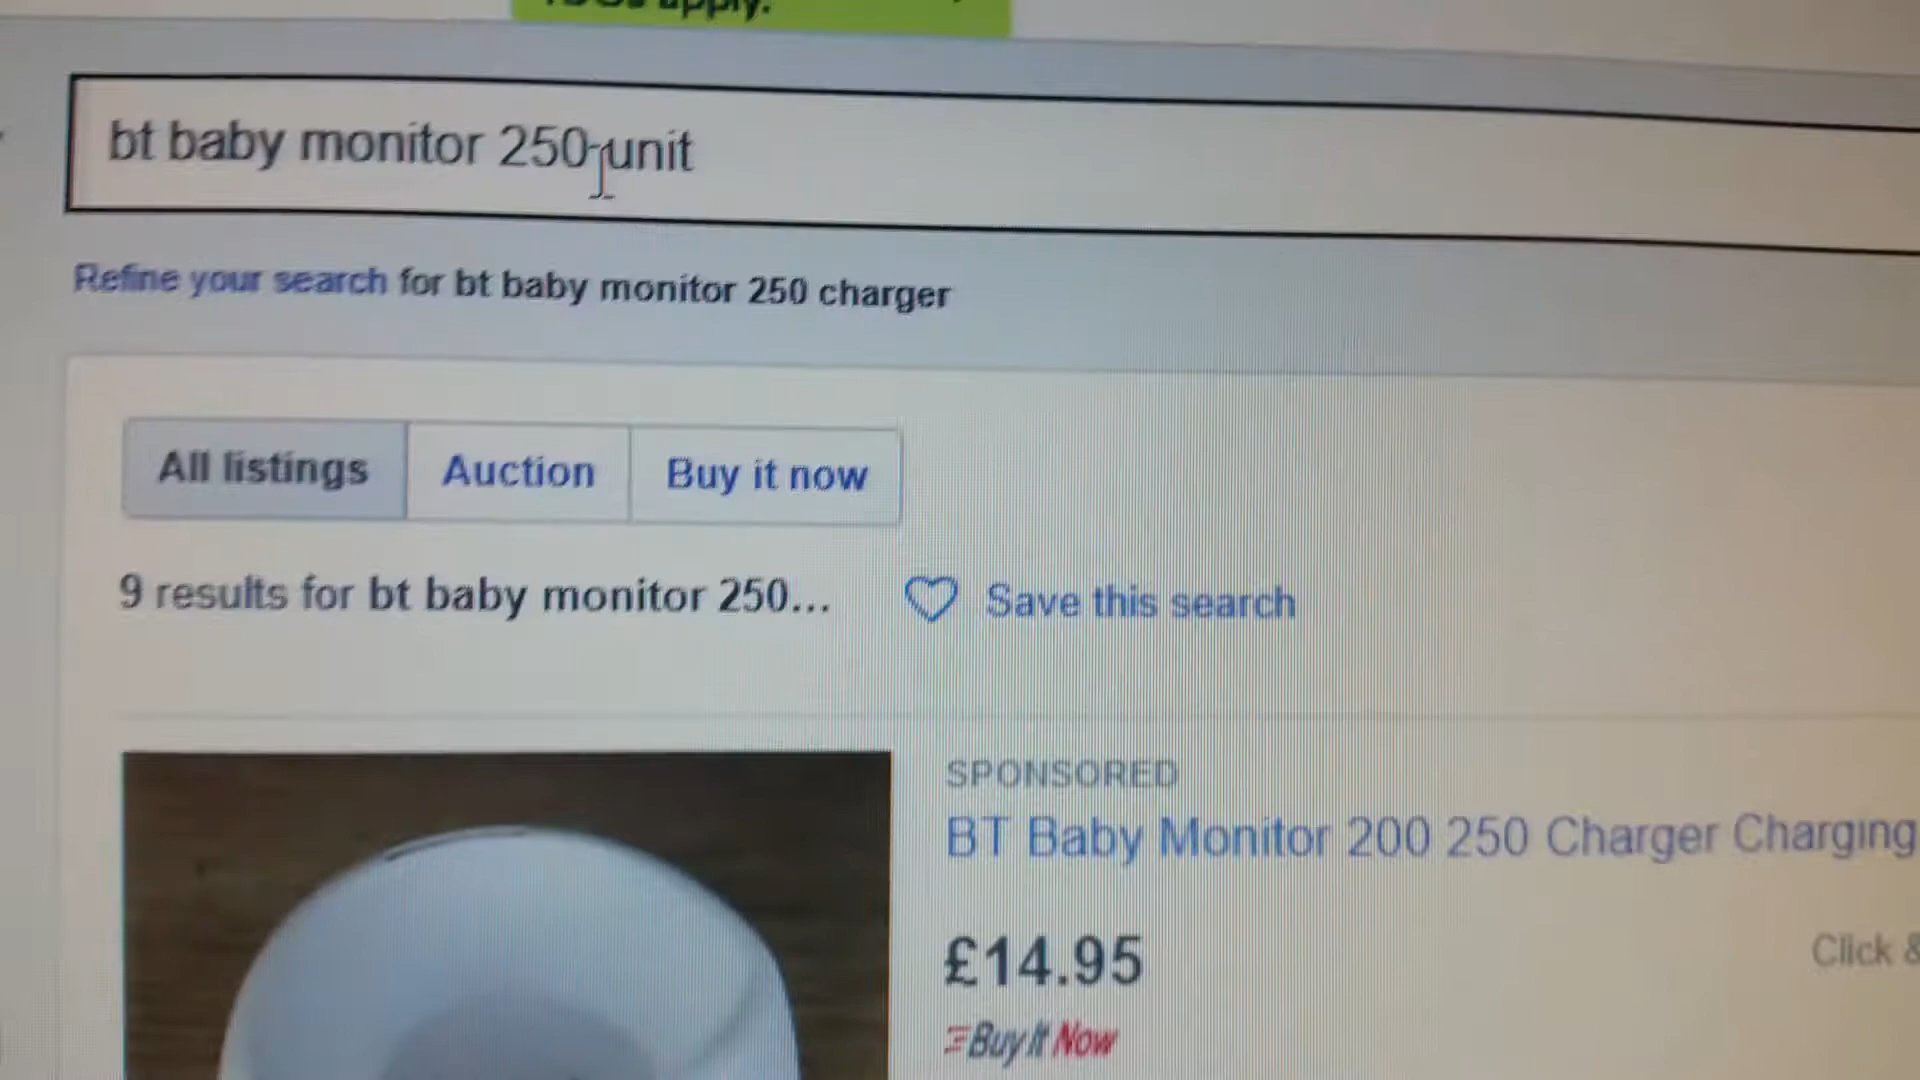 apply.
bt baby monitor 250 unit
Refine your search for bt baby monitor 250 charger
All listings
Auction
Buy it now
9 results for bt baby monitor 250...
Save this search
SPONSORED
BT Baby Monitor 200 250 Charger Charging
£14.95
Click &
Buy It Now